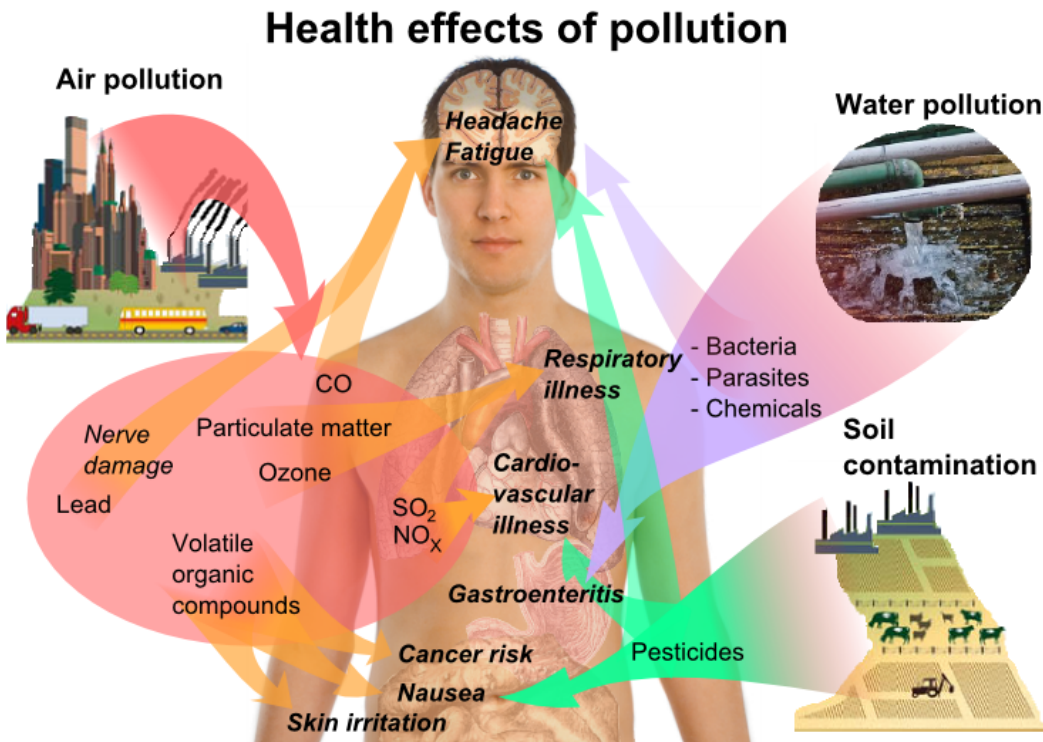 Health effects of pollution
Air pollution
Water pollution
Headache
Fatigue
CO
Particulate matter
Ozone
Nerve
damage
Lead
SO₂
NOₓ
Volatile
organic
compounds
Respiratory
illness
Cardio-
vascular
illness
Gastroenteritis
Cancer risk
Nausea
Skin irritation
- Bacteria
- Parasites
- Chemicals
Soil
contamination
Pesticides